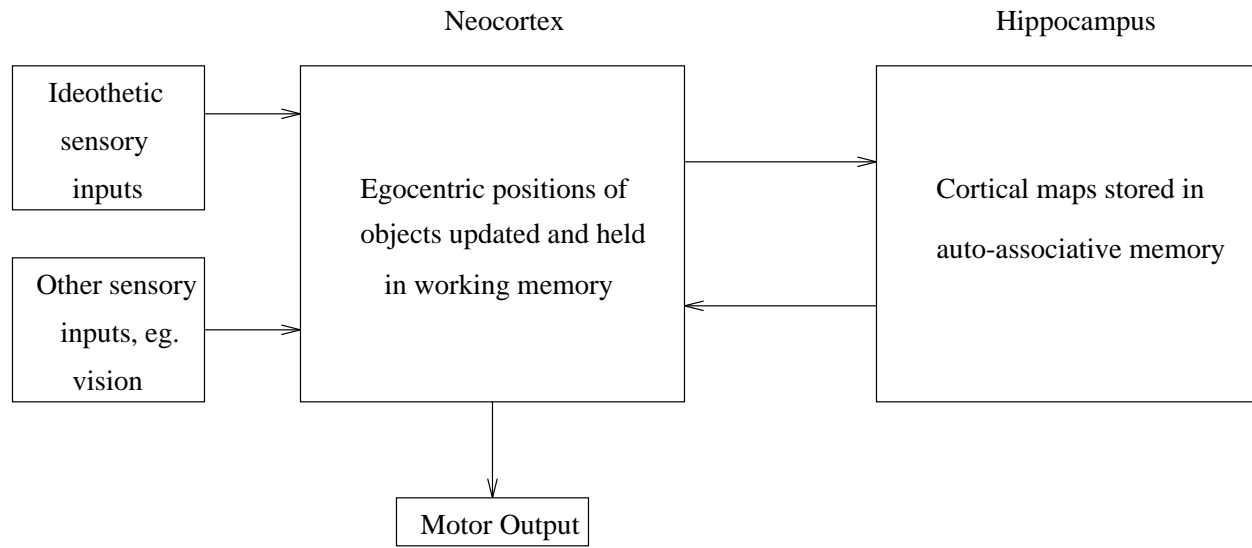 Neocortex
Hippocampus
Ideothetic
sensory
inputs
Other sensory
inputs, eg.
vision
Egocentric positions of
objects updated and held
in working memory
Cortical maps stored in
auto-associative memory
Motor Output